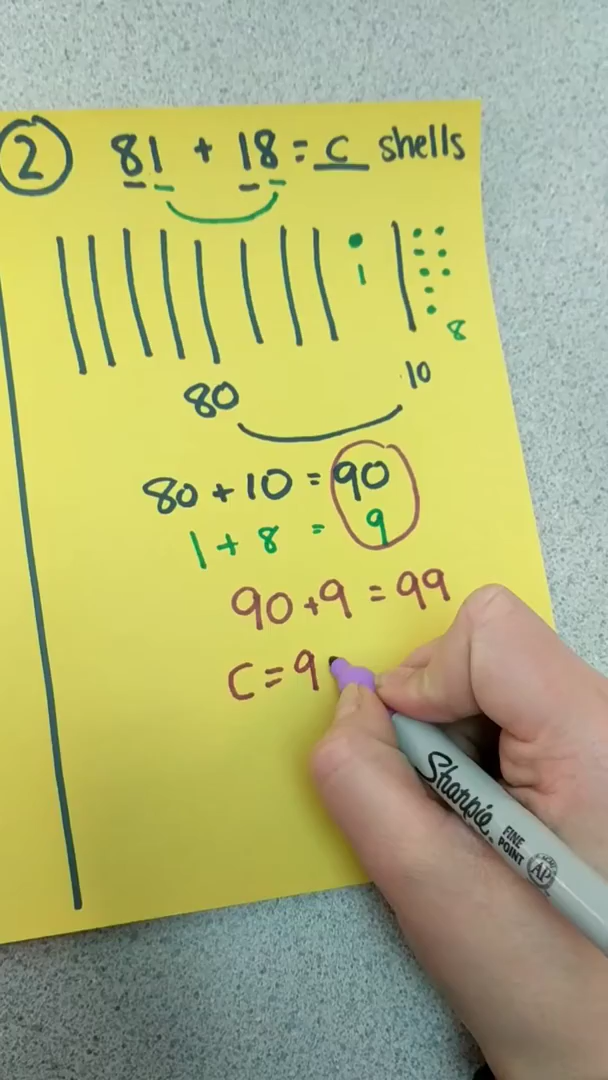 2 81 + 18 = c shells
1
8
80 10
80 + 10 = 90
1 + 8 = 9
90 + 9 = 99
C = 9
Sharpie
FINE POINT
AP